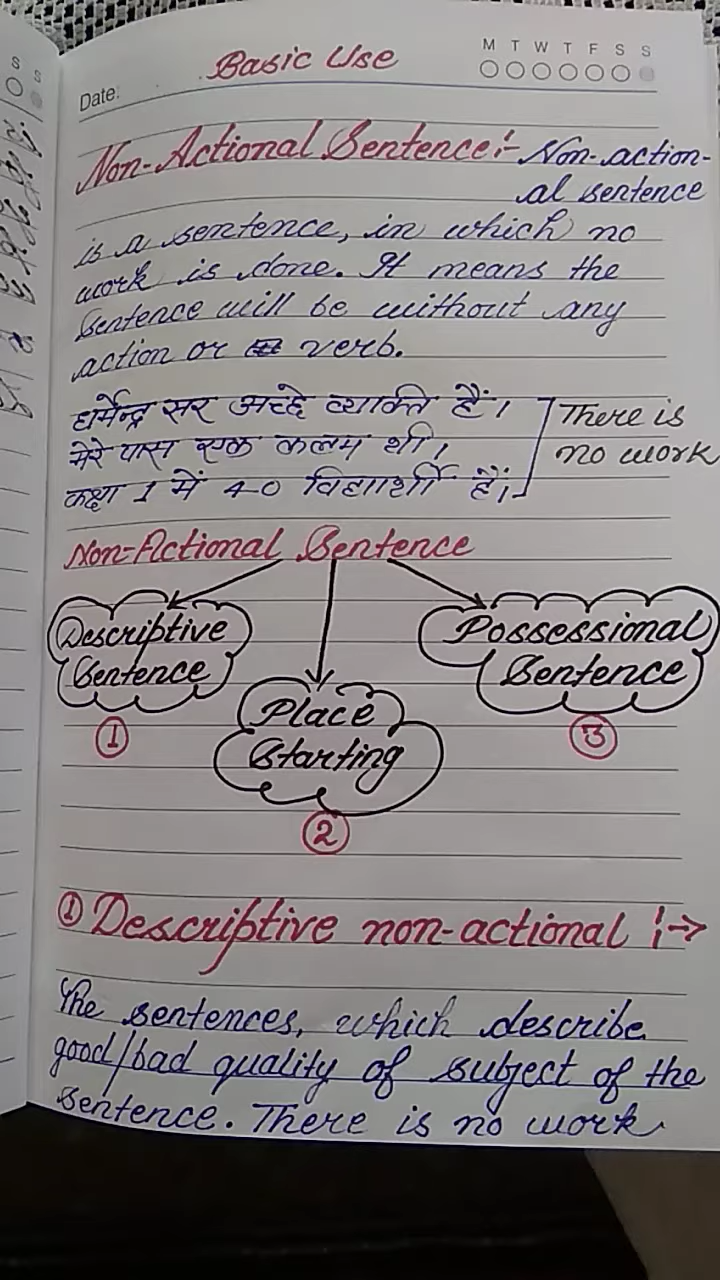 Basic Use
M T W T F S S
Date:
Non-Actional Sentence:- Non-action-
al sentence
is a sentence, in which no
work is done. It means the
Sentence will be without any
action or verb.
धर्मेन्द्र सर अच्छे व्याक्ति हैं।
मेरे पास एक कलम थी।
कक्षा 1 में 40 विद्यार्थी हैं।
There is
no work
Non-Actional Sentence
Descriptive
Sentence
1
Place
Starting
2
Possessional
Sentence
3
1 Descriptive non-actional :→
The sentences, which describe
good/bad quality of subject of the
sentence. There is no work
S S